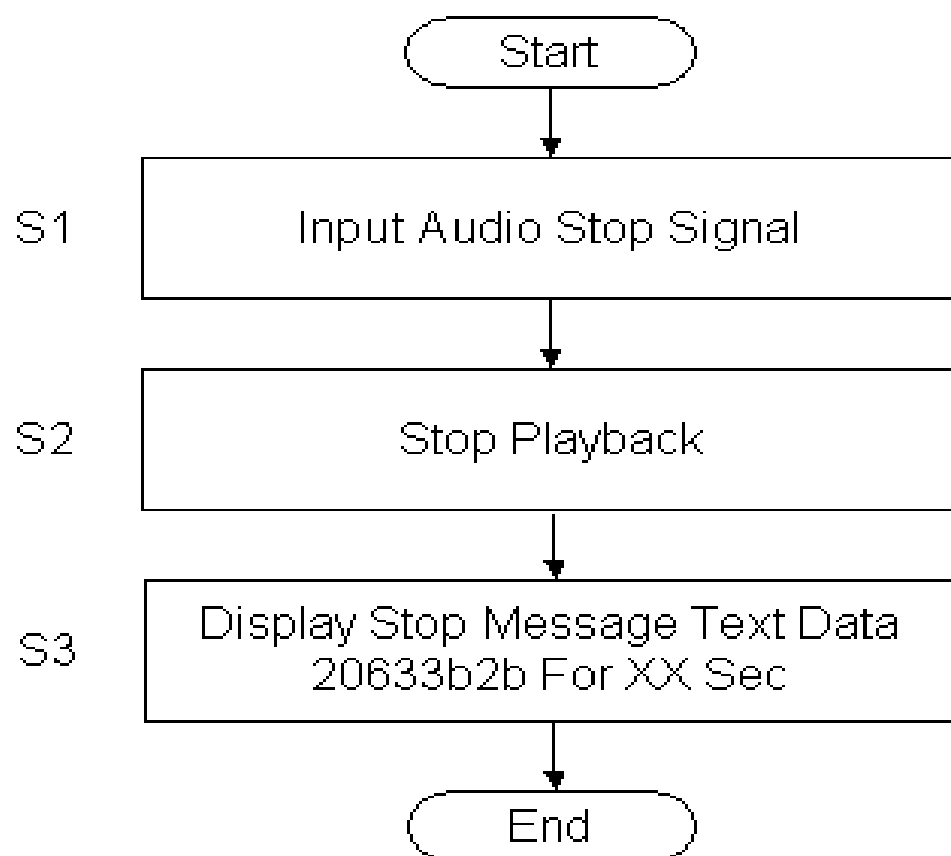 Start
S1
Input Audio Stop Signal
S2
Stop Playback
S3
Display Stop Message Text Data
20633b2b For XX Sec
End